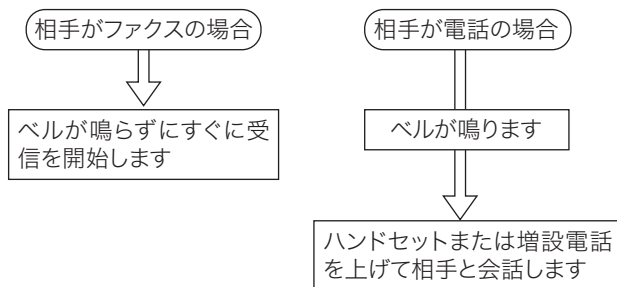 相手がファクスの場合
ベルが鳴らずにすぐに受
信を開始します
相手が電話の場合
ベルが鳴ります
ハンドセットまたは増設電話
を上げて相手と会話します